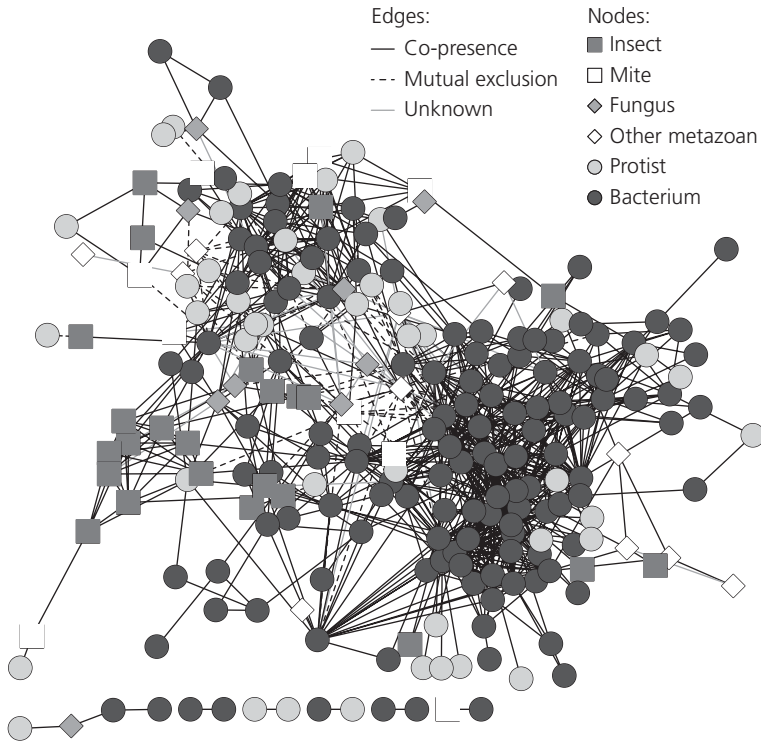 Edges:
Co-presence
Mutual exclusion
Unknown
Nodes:
Insect
Mite
Fungus
Other metazoan
Protist
Bacterium